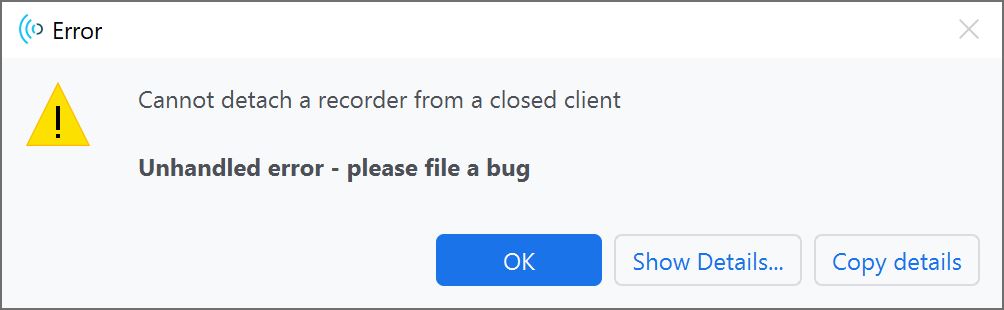 Error
Cannot detach a recorder from a closed client
Unhandled error - please file a bug
OK
Show Details...
Copy details